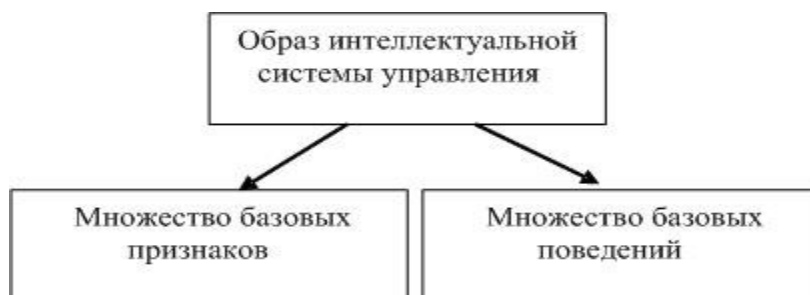 Образ интеллектуальной
системы управления
Множество базовых
признаков
Множество базовых
поведений